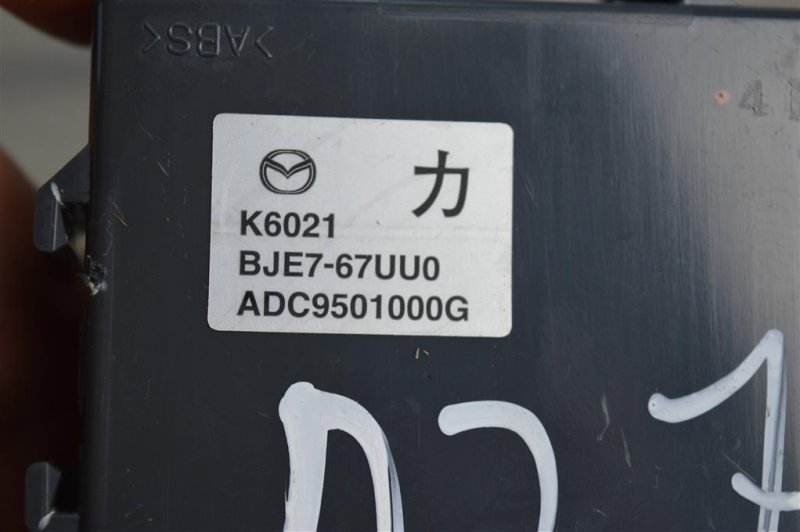 >ABS<
カ
K6021
BJE7-67UU0
ADC9501000G